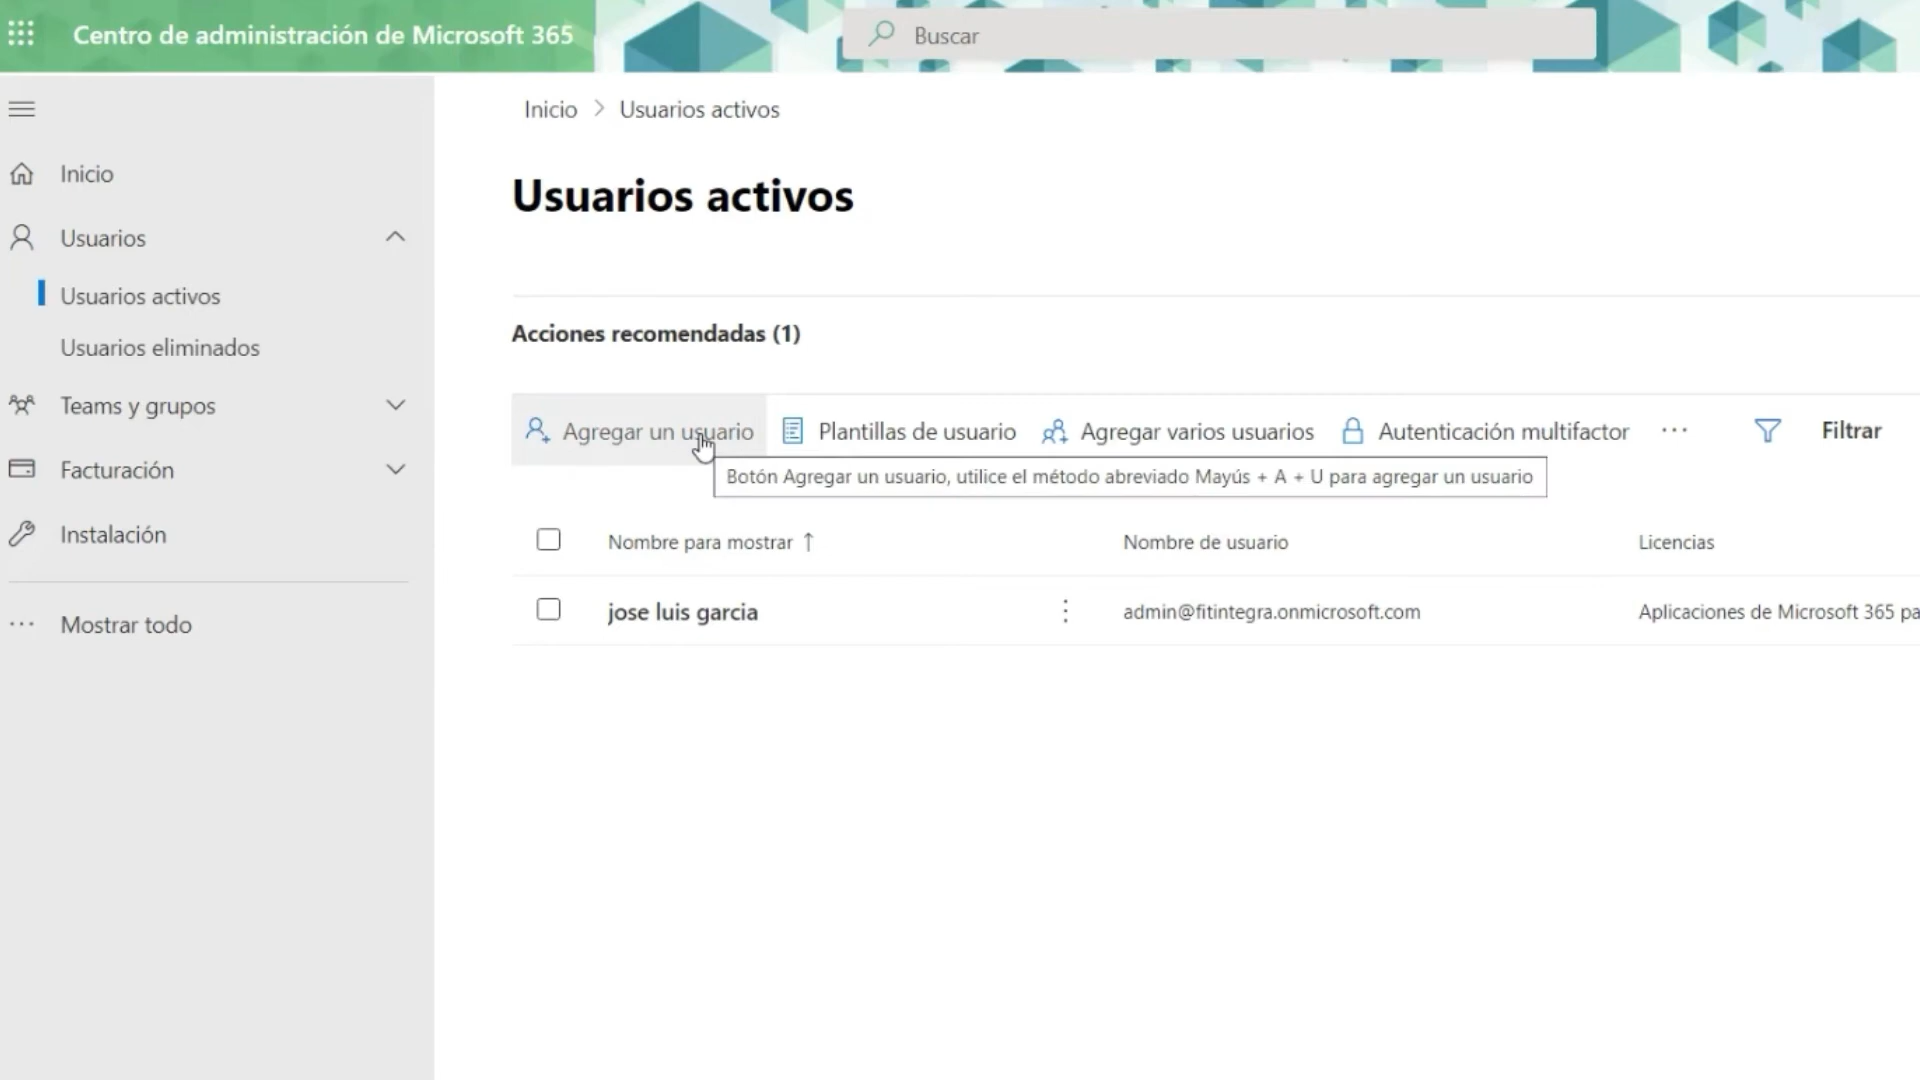 Centro de administración de Microsoft 365
Buscar
Inicio
Usuarios
Usuarios activos
Usuarios eliminados
Teams y grupos
Facturación
Instalación
Mostrar todo
Inicio > Usuarios activos
Usuarios activos
Acciones recomendadas (1)
Agregar un usuario Plantillas de usuario Agregar varios usuarios Autenticación multifactor ... Filtrar
Botón Agregar un usuario, utilice el método abreviado Mayús + A + U para agregar un usuario
Nombre para mostrar ↑ Nombre de usuario Licencias
jose luis garcia admin@fitintegra.onmicrosoft.com Aplicaciones de Microsoft 365 pa